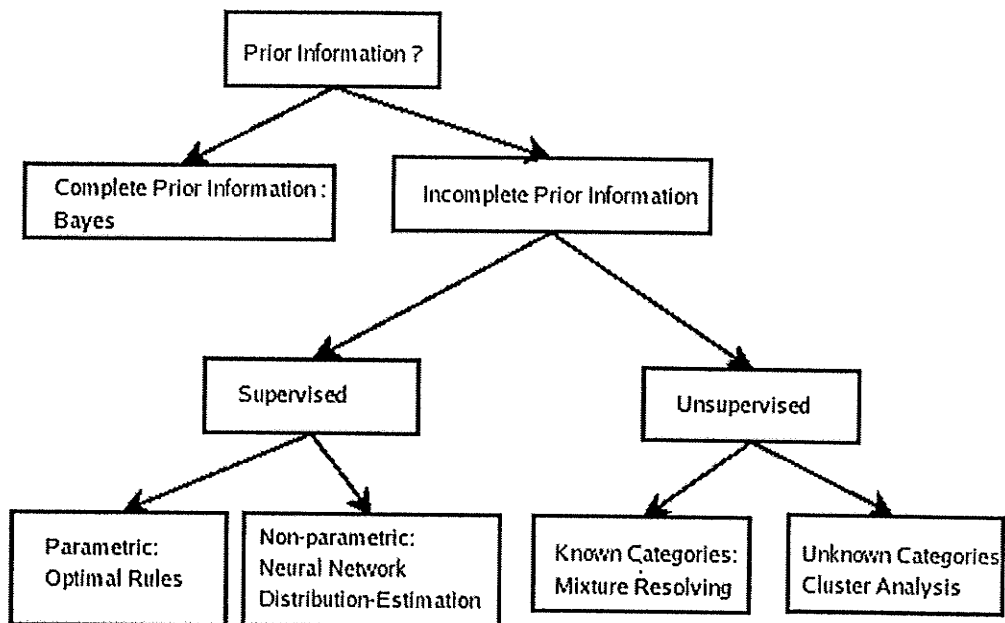 Prior Information ?
Complete Prior Information :
Bayes
Incomplete Prior Information
Supervised
Unsupervised
Parametric:
Optimal Rules
Non-parametric:
Neural Network
Distribution-Estimation
Known Categories:
Mixture Resolving
Unknown Categories
Cluster Analysis